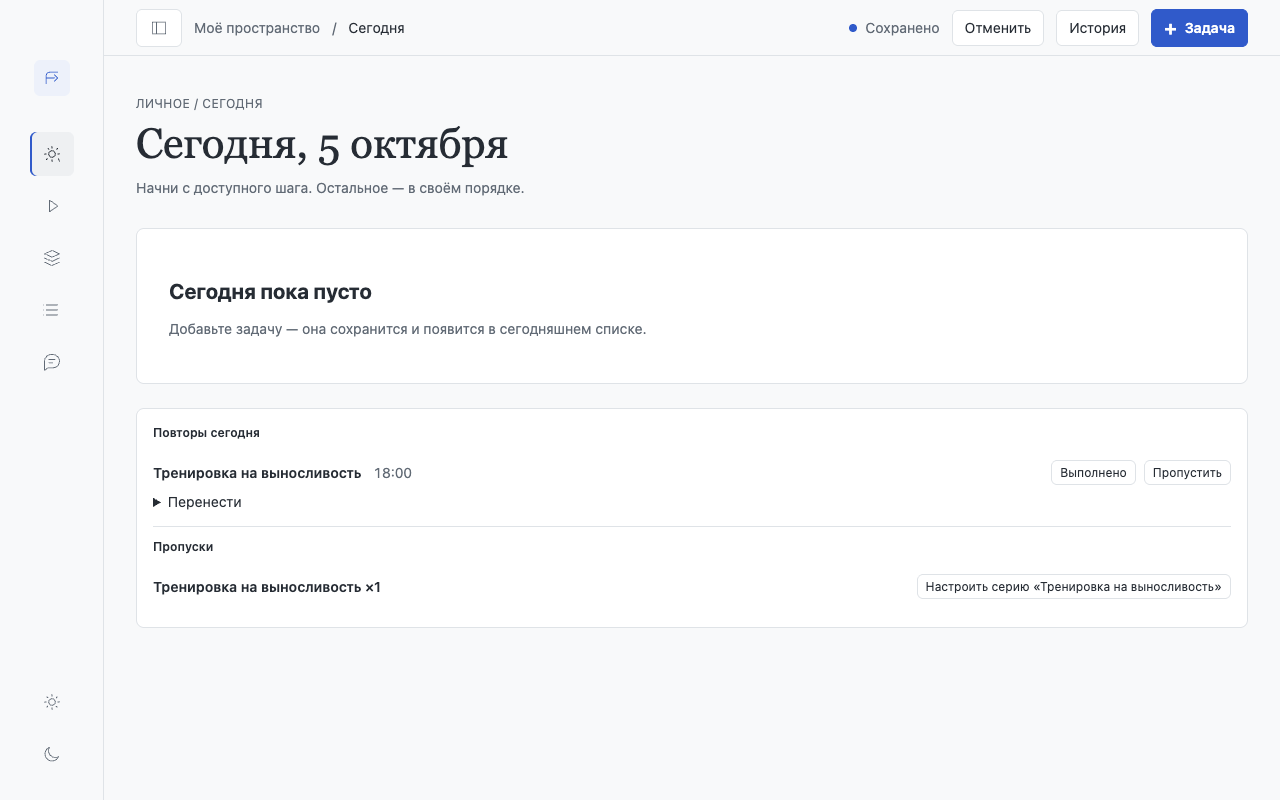 Моё пространство / Сегодня
Сохранено
Отменить
История
+ Задача
ЛИЧНОЕ / СЕГОДНЯ
Сегодня, 5 октября
Начни с доступного шага. Остальное — в своём порядке.
Сегодня пока пусто
Добавьте задачу — она сохранится и появится в сегодняшнем списке.
Повторы сегодня
Тренировка на выносливость 18:00
Выполнено
Пропустить
Перенести
Пропуски
Тренировка на выносливость ×1
Настроить серию «Тренировка на выносливость»